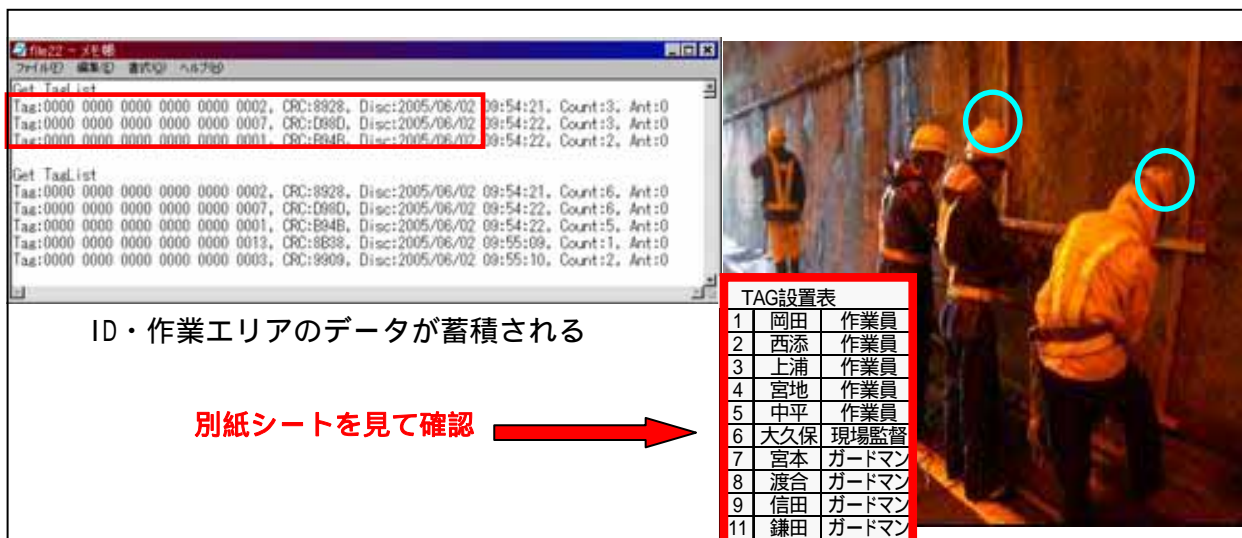 file22 - メモ帳
ファイル(F) 編集(E) 書式(O) ヘルプ(H)
Get TagList
Tag:0000 0000 0000 0000 0000 0002, CRC:8928, Disc:2005/06/02 09:54:21, Count:3, Ant:0
Tag:0000 0000 0000 0000 0000 0007, CRC:D98D, Disc:2005/06/02 09:54:22, Count:3, Ant:0
Tag:0000 0000 0000 0000 0000 0001, CRC:B94B, Disc:2005/06/02 09:54:22, Count:2, Ant:0
Get TagList
Tag:0000 0000 0000 0000 0000 0002, CRC:8928, Disc:2005/06/02 09:54:21, Count:6, Ant:0
Tag:0000 0000 0000 0000 0000 0007, CRC:D98D, Disc:2005/06/02 09:54:22, Count:6, Ant:0
Tag:0000 0000 0000 0000 0000 0001, CRC:B94B, Disc:2005/06/02 09:54:22, Count:5, Ant:0
Tag:0000 0000 0000 0000 0000 0013, CRC:8B38, Disc:2005/06/02 09:55:09, Count:1, Ant:0
Tag:0000 0000 0000 0000 0000 0003, CRC:9909, Disc:2005/06/02 09:55:10, Count:2, Ant:0
ID・作業エリアのデータが蓄積される
別紙シートを見て確認
TAG設置表
1 岡田 作業員
2 西添 作業員
3 上浦 作業員
4 宮地 作業員
5 中平 作業員
6 大久保 現場監督
7 宮本 ガードマン
8 渡合 ガードマン
9 信田 ガードマン
11 鎌田 ガードマン